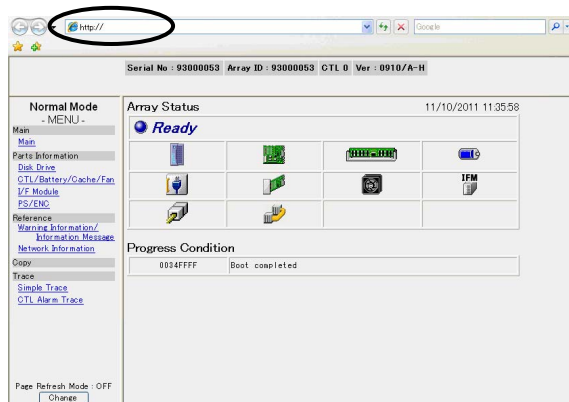 http://
Google
Serial No : 93000053 Array ID : 93000053 CTL 0 Ver : 0910/A-H
Normal Mode
- MENU -
Main
Main
Parts Information
Disk Drive
CTL/Battery/Cache/Fan
I/F Module
PS/ENC
Reference
Warning Information/
Information Message
Network Information
Copy
Trace
Simple Trace
CTL Alarm Trace
Page Refresh Mode : OFF
Change
Array Status
11/10/2011 11:35:58
Ready
IFM
Progress Condition
0034FFFF Boot completed